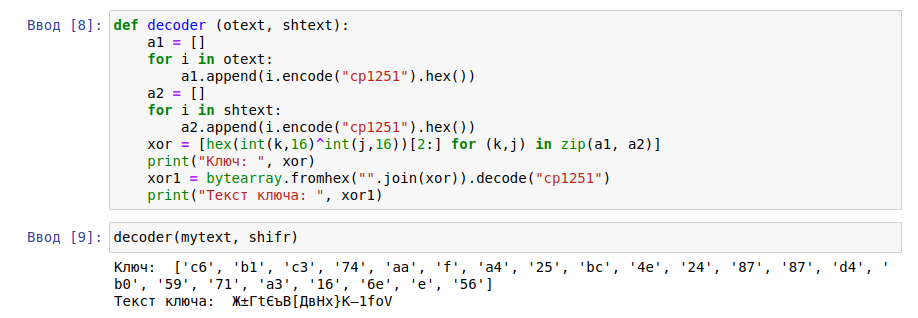 Ввод [8]: def decoder (otext, shtext):
    a1 = []
    for i in otext:
        a1.append(i.encode("cp1251").hex())
    a2 = []
    for i in shtext:
        a2.append(i.encode("cp1251").hex())
    xor = [hex(int(k,16)^int(j,16))[2:] for (k,j) in zip(a1, a2)]
    print("Ключ: ", xor)
    xor1 = bytearray.fromhex("".join(xor)).decode("cp1251")
    print("Текст ключа: ", xor1)
Ввод [9]: decoder(mytext, shifr)
Ключ:  ['c6', 'b1', 'c3', '74', 'aa', 'f', 'a4', '25', 'bc', '4e', '24', '87', '87', 'd4', '
b0', '59', '71', 'a3', '16', '6e', 'e', '56']
Текст ключа:  Ж±ГtЄъB[ДвНх}K—1foV